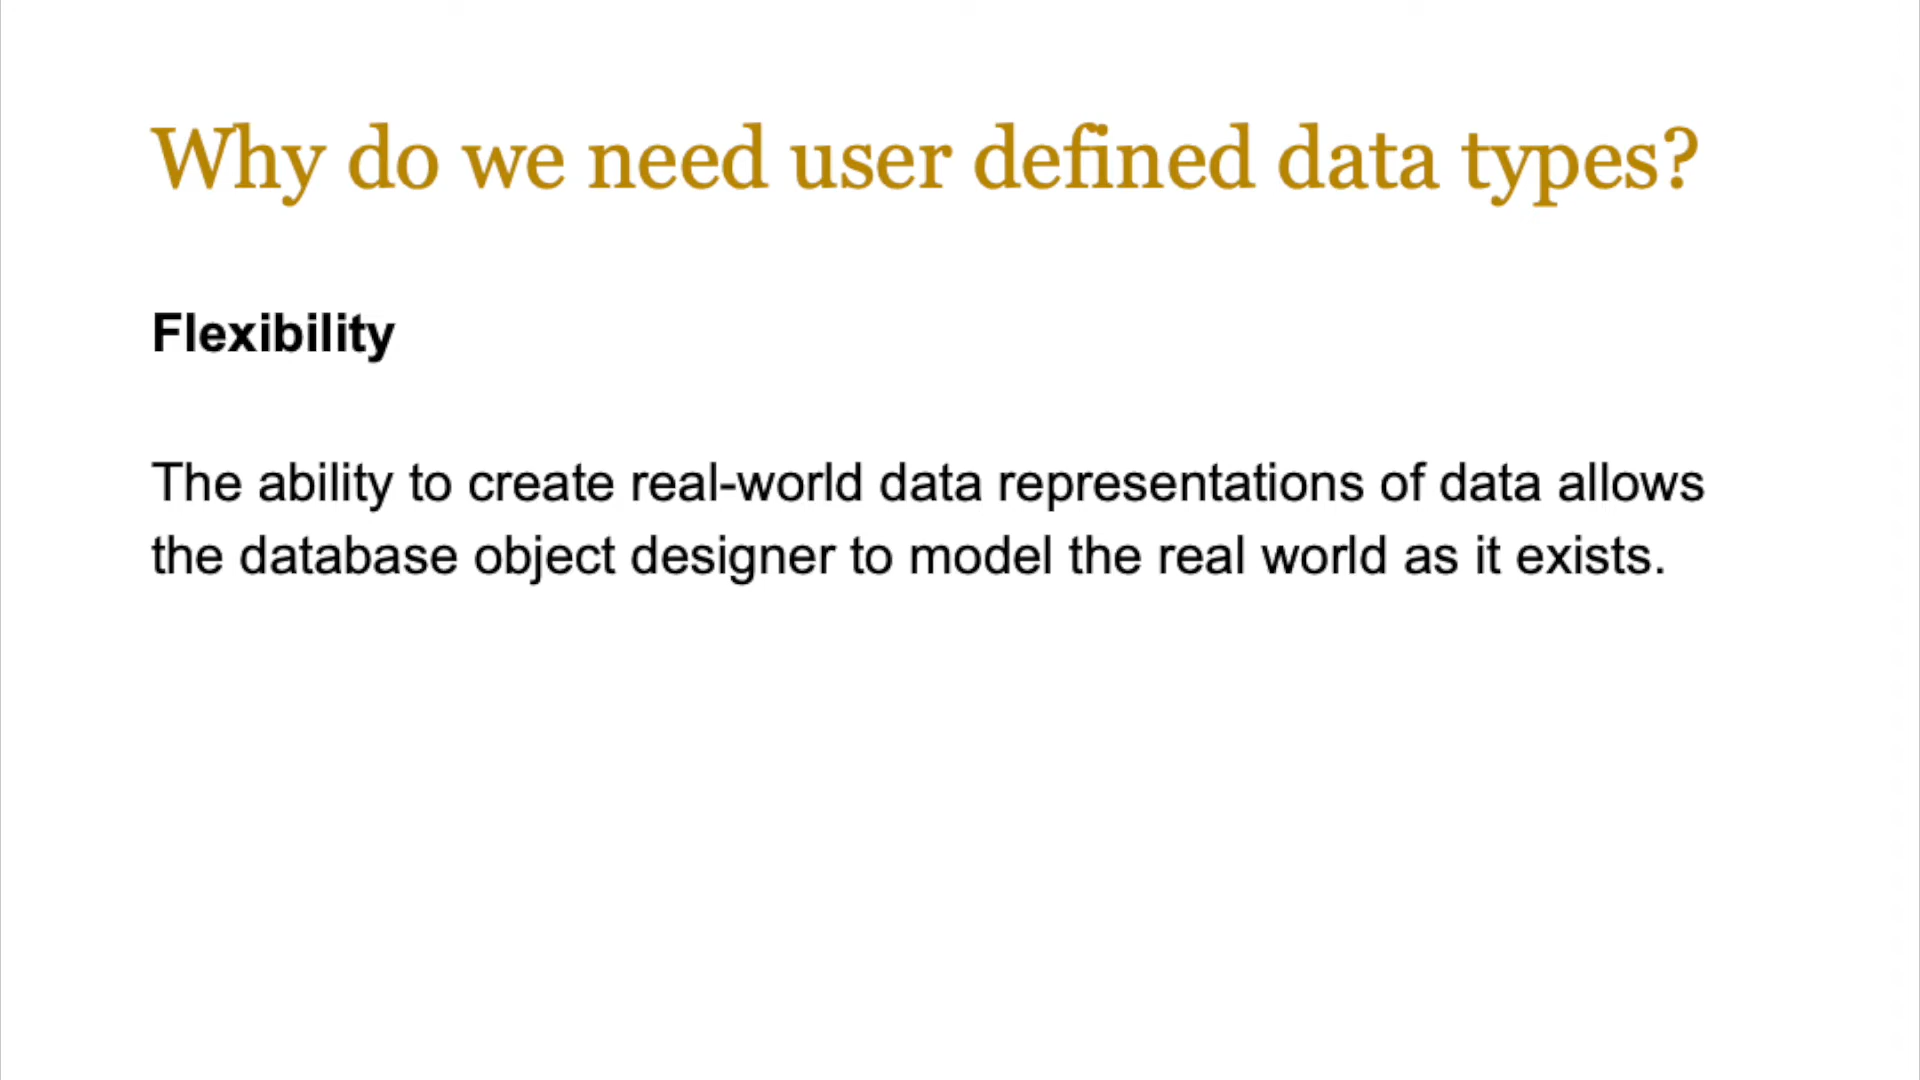 Why do we need user defined data types?
Flexibility
The ability to create real-world data representations of data allows
the database object designer to model the real world as it exists.